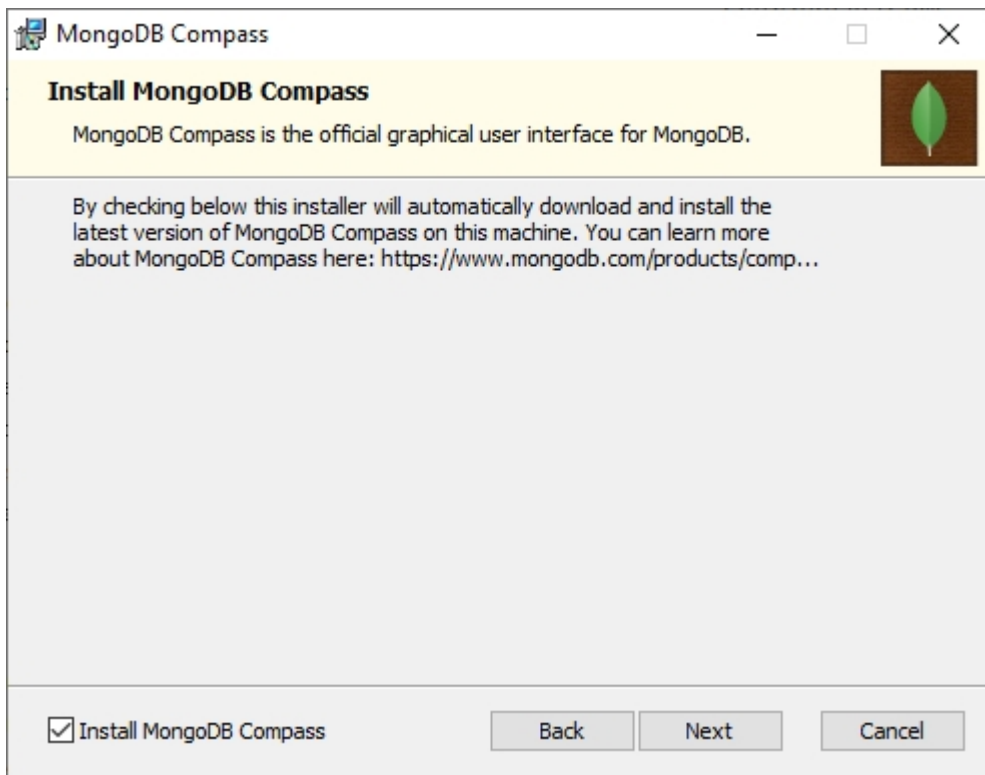 MongoDB Compass
Install MongoDB Compass
MongoDB Compass is the official graphical user interface for MongoDB.
By checking below this installer will automatically download and install the
latest version of MongoDB Compass on this machine. You can learn more
about MongoDB Compass here: https://www.mongodb.com/products/comp...
Install MongoDB Compass Back Next Cancel